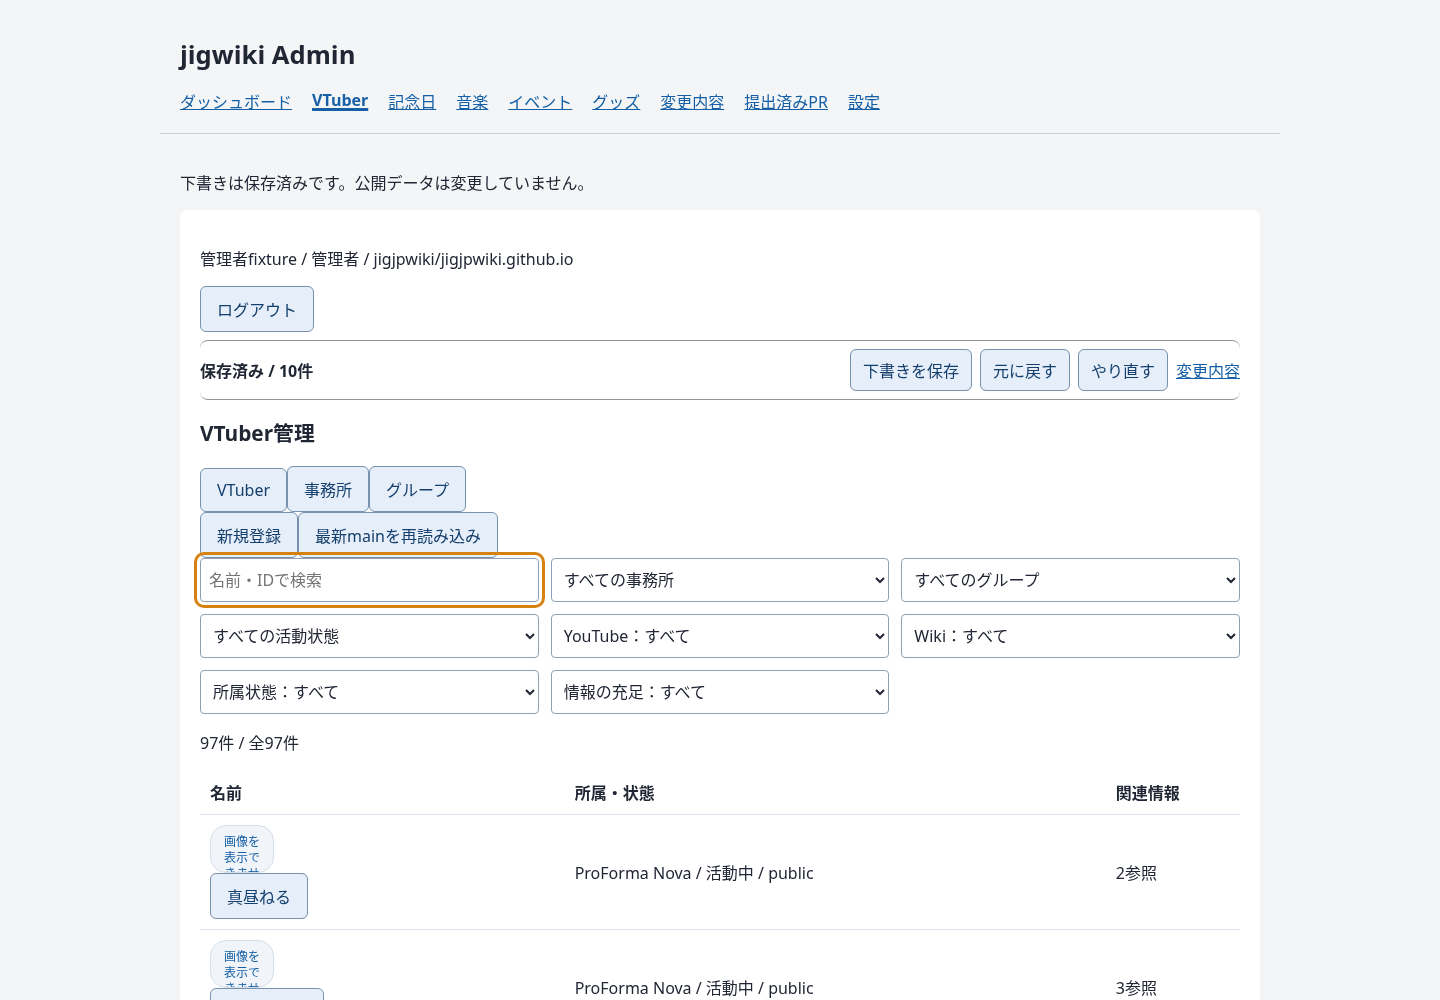 jigwiki Admin
ダッシュボード VTuber 記念日 音楽 イベント グッズ 変更内容 提出済みPR 設定
下書きは保存済みです。公開データは変更していません。
管理者fixture / 管理者 / jigjpwiki/jigjpwiki.github.io
ログアウト
保存済み / 10件 下書きを保存 元に戻す やり直す 変更内容
VTuber管理
VTuber 事務所 グループ
新規登録 最新mainを再読み込み
名前・IDで検索 すべての事務所 すべてのグループ
すべての活動状態 YouTube：すべて Wiki：すべて
所属状態：すべて 情報の充足：すべて
97件 / 全97件
名前 所属・状態 関連情報
画像を
表示で
真昼ねる ProForma Nova / 活動中 / public 2参照
画像を
表示で
ProForma Nova / 活動中 / public 3参照